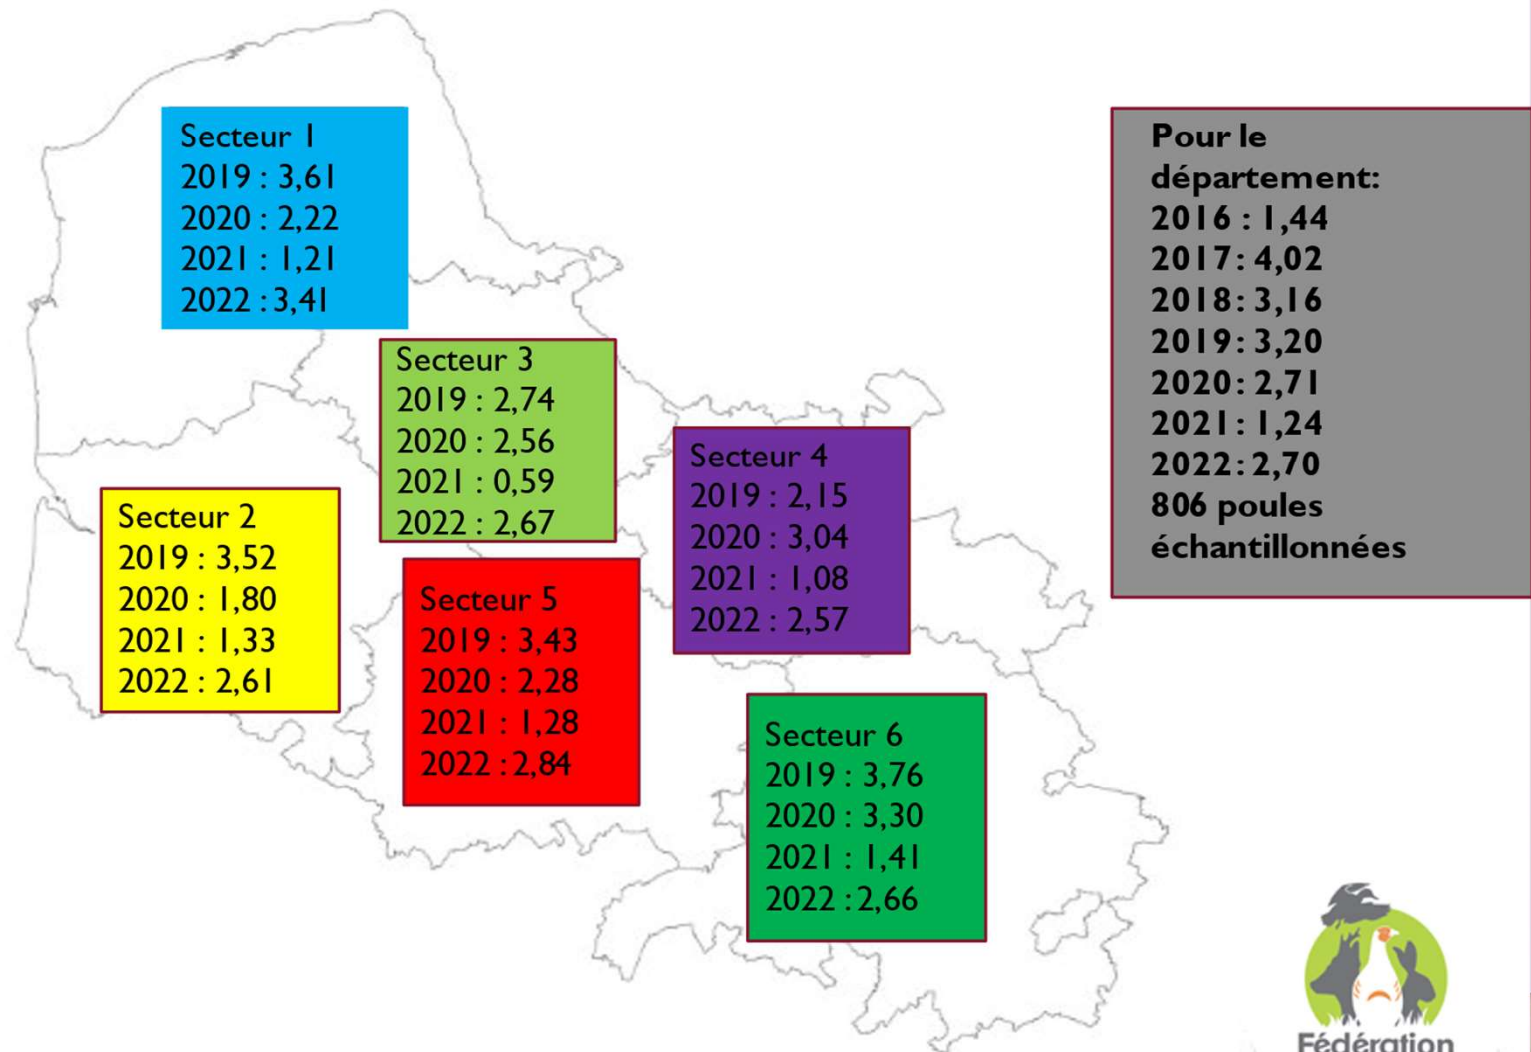 Secteur 1
2019 : 3,61
2020 : 2,22
2021 : 1,21
2022 :3,41
Secteur 3
2019 : 2,74
2020 : 2,56
2021 : 0,59
2022 : 2,67
Secteur 4
2019 : 2,15
2020 : 3,04
2021 : 1,08
2022 : 2,57
Secteur 2
2019 : 3,52
2020 : 1,80
2021 : 1,33
2022 : 2,61
Secteur 5
2019 : 3,43
2020 : 2,28
2021 : 1,28
2022 :2,84
Secteur 6
2019 : 3,76
2020 : 3,30
2021 : 1,41
2022 :2,66
Pour le
département:
2016 : 1,44
2017: 4,02
2018: 3,16
2019: 3,20
2020: 2,71
2021: 1,24
2022: 2,70
806 poules
échantillonnées
Fédération